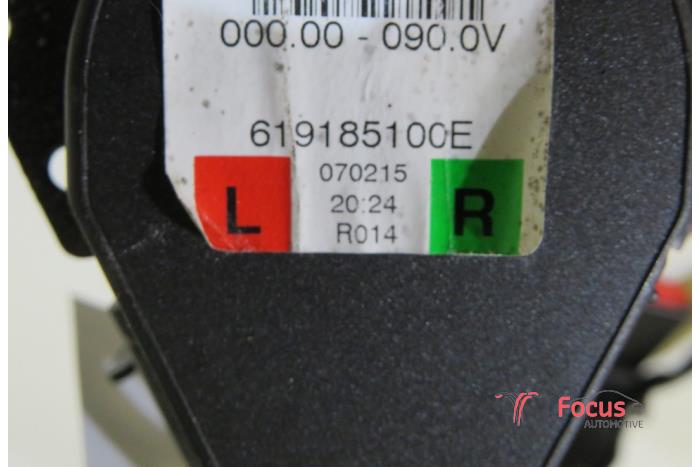 000.00 - 090.0V
619185100E
L
070215
R
20:24
R014
Focus
AUTOMOTIVE